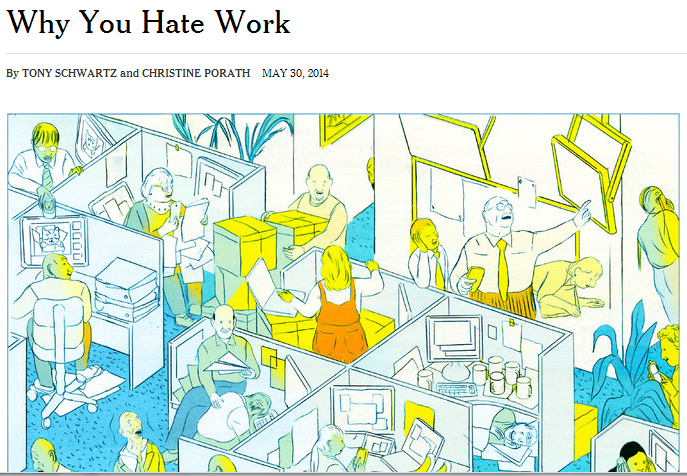 Why You Hate Work
By TONY SCHWARTZ and CHRISTINE PORATH MAY 30, 2014